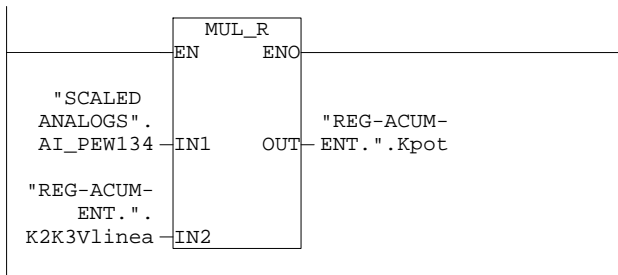 MUL_R
EN ENO
"SCALED
ANALOGS".
AI_PEW134 IN1
OUT
"REG-ACUM-
ENT.".Kpot
"REG-ACUM-
ENT.".
K2K3Vlinea IN2